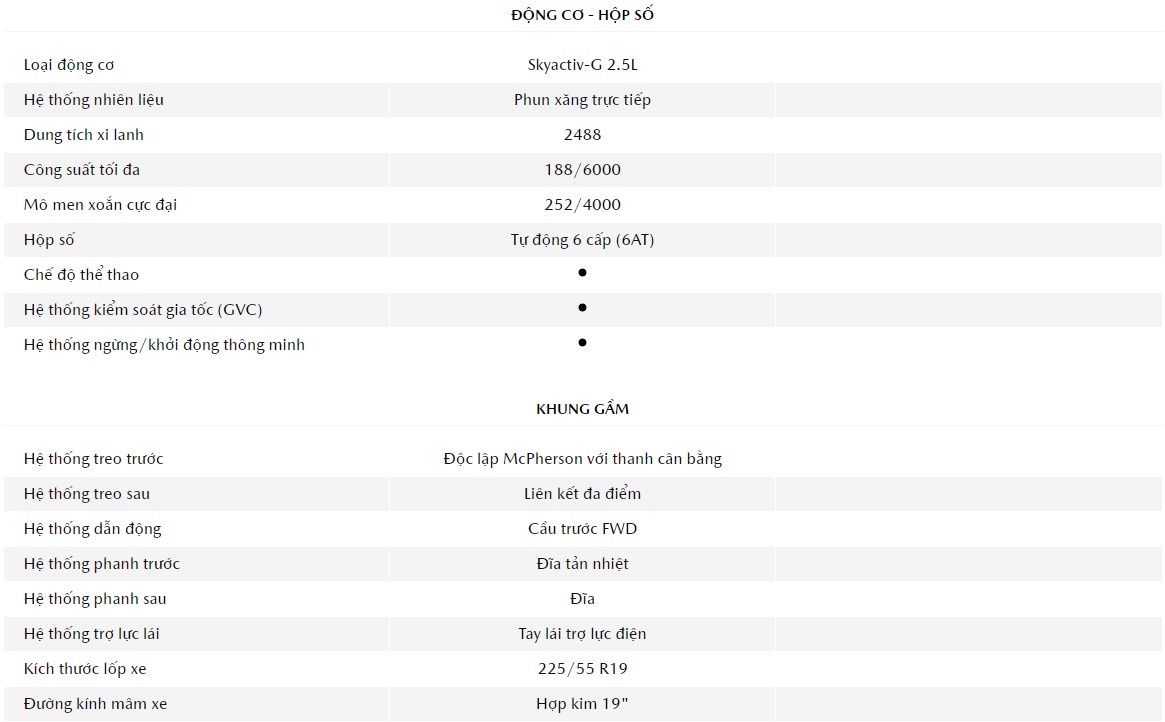 ĐỘNG CƠ - HỘP SỐ
Loại động cơ Skyactiv-G 2.5L
Hệ thống nhiên liệu Phun xăng trực tiếp
Dung tích xi lanh 2488
Công suất tối đa 188/6000
Mô men xoắn cực đại 252/4000
Hộp số Tự động 6 cấp (6AT)
Chế độ thể thao •
Hệ thống kiểm soát gia tốc (GVC) •
Hệ thống ngừng/khởi động thông minh •
KHUNG GẦM
Hệ thống treo trước Độc lập McPherson với thanh cân bằng
Hệ thống treo sau Liên kết đa điểm
Hệ thống dẫn động Cầu trước FWD
Hệ thống phanh trước Đĩa tản nhiệt
Hệ thống phanh sau Đĩa
Hệ thống trợ lực lái Tay lái trợ lực điện
Kích thước lốp xe 225/55 R19
Đường kính mâm xe Hợp kim 19"